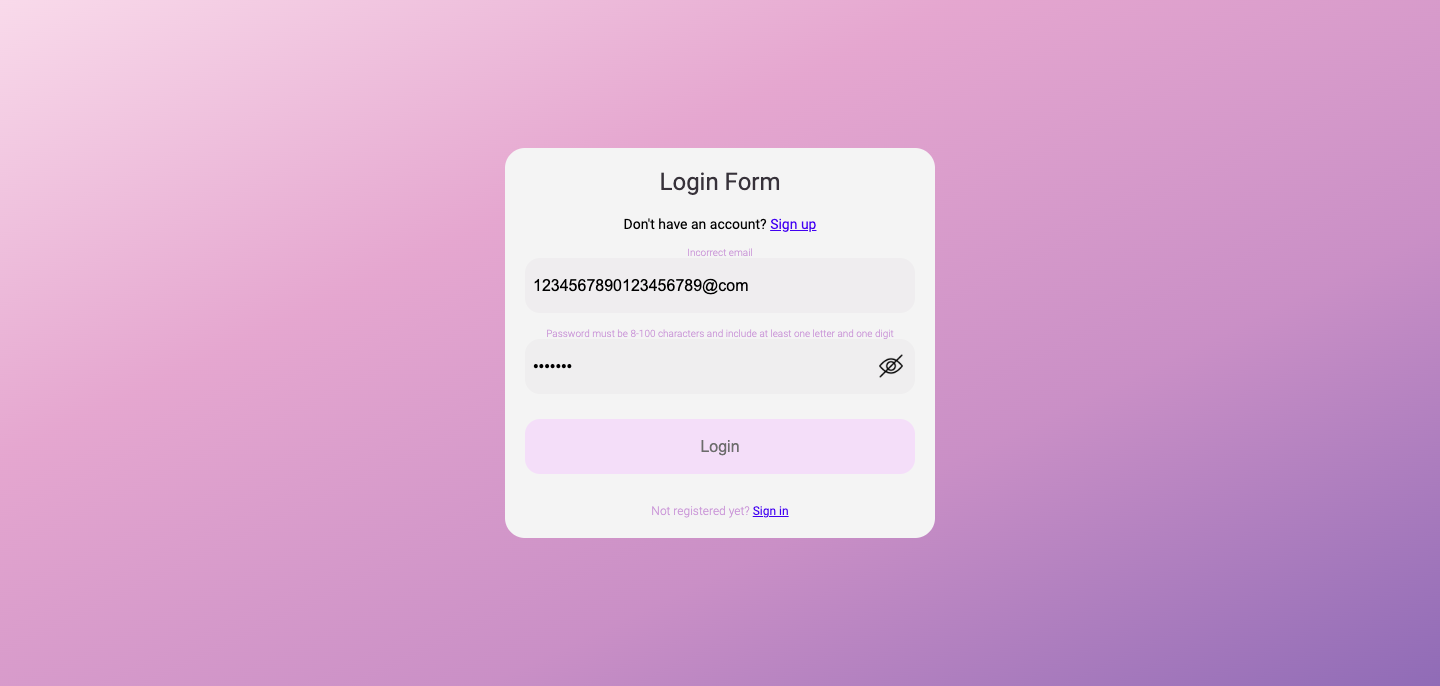 Login Form
Don't have an account? Sign up
Incorrect email
1234567890123456789@com
Password must be 8-100 characters and include at least one letter and one digit
•••••••
Login
Not registered yet? Sign in